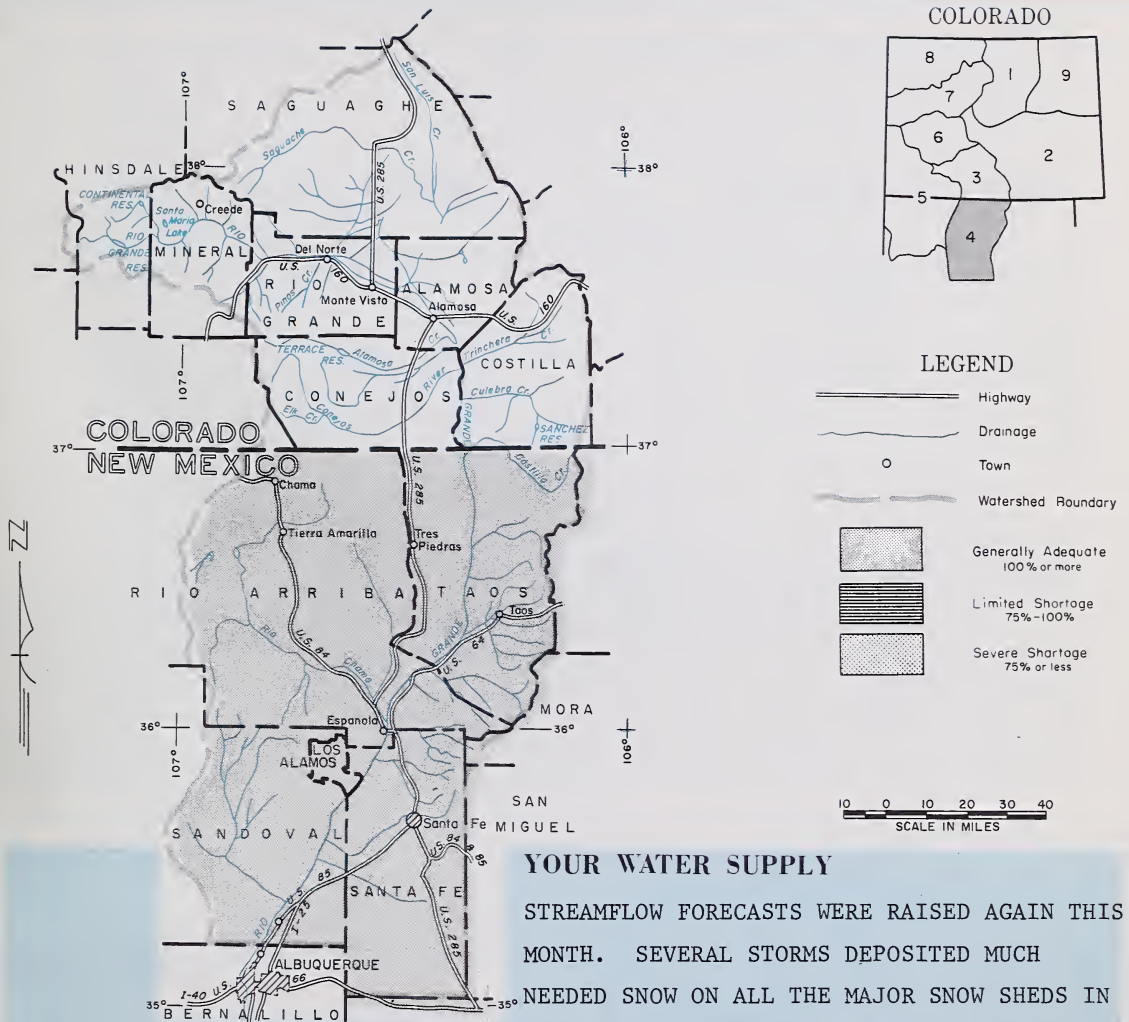 COLORADO
8
1
9
7
6
2
3
5
4
107°
SAGUAGHE
San Luis Cr.
Saguache Cr.
106°
38°
38°
HINSDALE
CONTINENTAL RES.
Santa Maria Lake
Creede
RIO GRANDE RES.
RIO
MINERAL
U.S. 285
Del Norte
U.S. 160
RIO GRANDE
Pinos Cr.
Monte Vista
ALAMOSA
Alamosa
Cr.
U.S. 160
107°
TERRACE RES.
Alamosa
River
Trinchera Cr.
COSTILLA
CONEJOS
Conejos
Elk Cr.
Culebra Cr.
GRANDE
SANCHEZ RES.
COLORADO
37°
37°
NEW MEXICO
Costilla Cr.
Chama
U.S. 285
Tierra Amarilla
Tres Piedras
RIO ARRIBA
TAOS
Taos
Rio Chama
U.S. 84
GRANDE
U.S. 64
MORA
Espanola
36°
36°
107°
106°
LOS ALAMOS
SAN MIGUEL
SANDOVAL
Santa Fe
U.S. 84 & 85
U.S. 85
I-25
SANTA FE
U.S. 285
RIO
ALBUQUERQUE
66
I-40 U.S.
35°
35°
BERNALILLO
LEGEND
Highway
Drainage
Town
Watershed Boundary
Generally Adequate
100% or more
Limited Shortage
75%-100%
Severe Shortage
75% or less
10 0 10 20 30 40
SCALE IN MILES
YOUR WATER SUPPLY
STREAMFLOW FORECASTS WERE RAISED AGAIN THIS
MONTH. SEVERAL STORMS DEPOSITED MUCH
NEEDED SNOW ON ALL THE MAJOR SNOW SHEDS IN